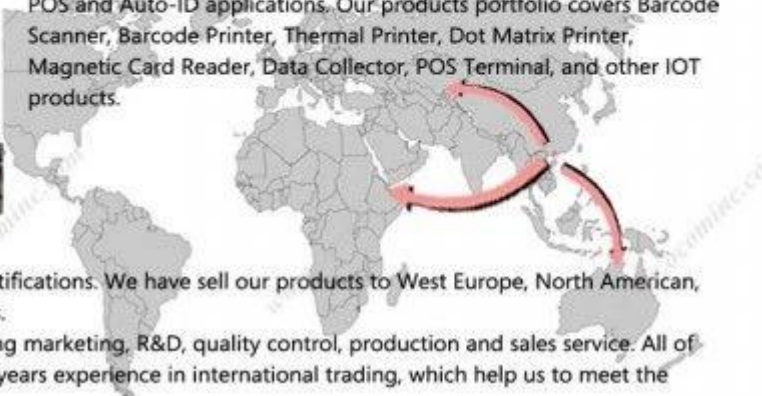 POS and Auto-ID applications. Our products portfolio covers Barcode
Scanner, Barcode Printer, Thermal Printer, Dot Matrix Printer,
Magnetic Card Reader, Data Collector, POS Terminal, and other IOT
products.
tifications. We have sell our products to West Europe, North American,
ng marketing, R&D, quality control, production and sales service. All of
years experience in international trading, which help us to meet the